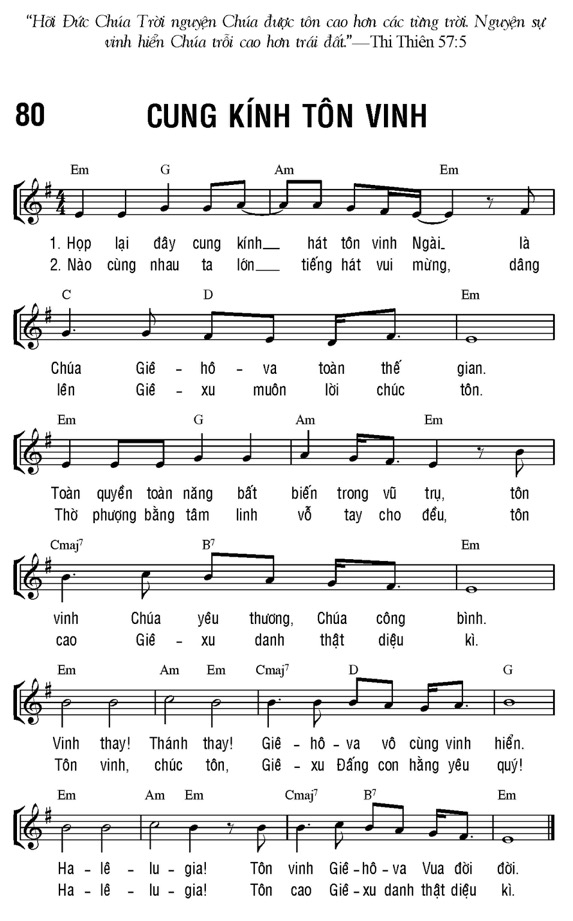 "Hỡi Đức Chúa Trời nguyện Chúa được tôn cao hơn các từng trời. Nguyện sự
vinh hiển Chúa trỗi cao hơn trái đất."—Thi Thiên 57:5
80 CUNG KÍNH TÔN VINH
Em G Am Em
4/4
1. Họp lại đây cung kính hát tôn vinh Ngài là
2. Nào cùng nhau ta lớn tiếng hát vui mừng, dâng
C D Em
Chúa Giê - hô - va toàn thế gian.
lên Giê - xu muôn lời chúc tôn.
Em G Am Em
Toàn quyền toàn năng bất biến trong vũ trụ, tôn
Thờ phượng bằng tâm linh vỗ tay cho đều, tôn
Cmaj7 B7 Em
vinh Chúa yêu thương, Chúa công bình.
cao Giê - xu danh thật diệu kì.
Em Am Em Cmaj7 D G
Vinh thay! Thánh thay! Giê - hô - va vô cùng vinh hiển.
Tôn vinh, chúc tôn, Giê - xu Đấng con hằng yêu quý!
Em Am Em Cmaj7 B7 Em
Ha - lê - lu - gia! Tôn vinh Giê - hô - va Vua đời đời.
Ha - lê - lu - gia! Tôn cao Giê - xu danh thật diệu kì.